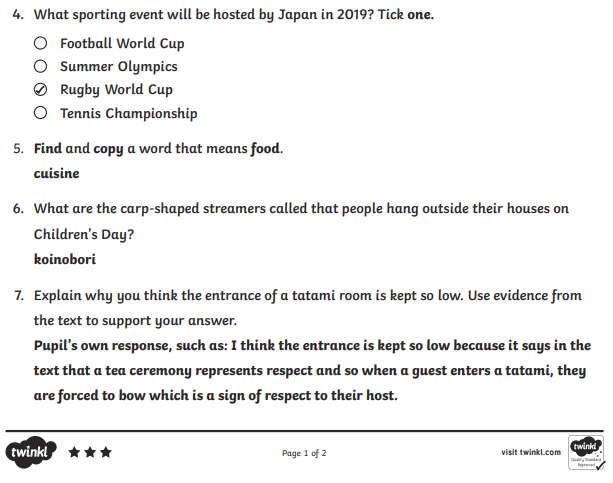 4. What sporting event will be hosted by Japan in 2019? Tick one.
Football World Cup
Summer Olympics
Rugby World Cup
Tennis Championship
5. Find and copy a word that means food.
cuisine
6. What are the carp-shaped streamers called that people hang outside their houses on
Children's Day?
koinobori
7. Explain why you think the entrance of a tatami room is kept so low. Use evidence from
the text to support your answer.
Pupil's own response, such as: I think the entrance is kept so low because it says in the
text that a tea ceremony represents respect and so when a guest enters a tatami, they
are forced to bow which is a sign of respect to their host.
twinkl
Page 1 of 2
visit twinkl.com
twinkl
Quality Standard
Approved